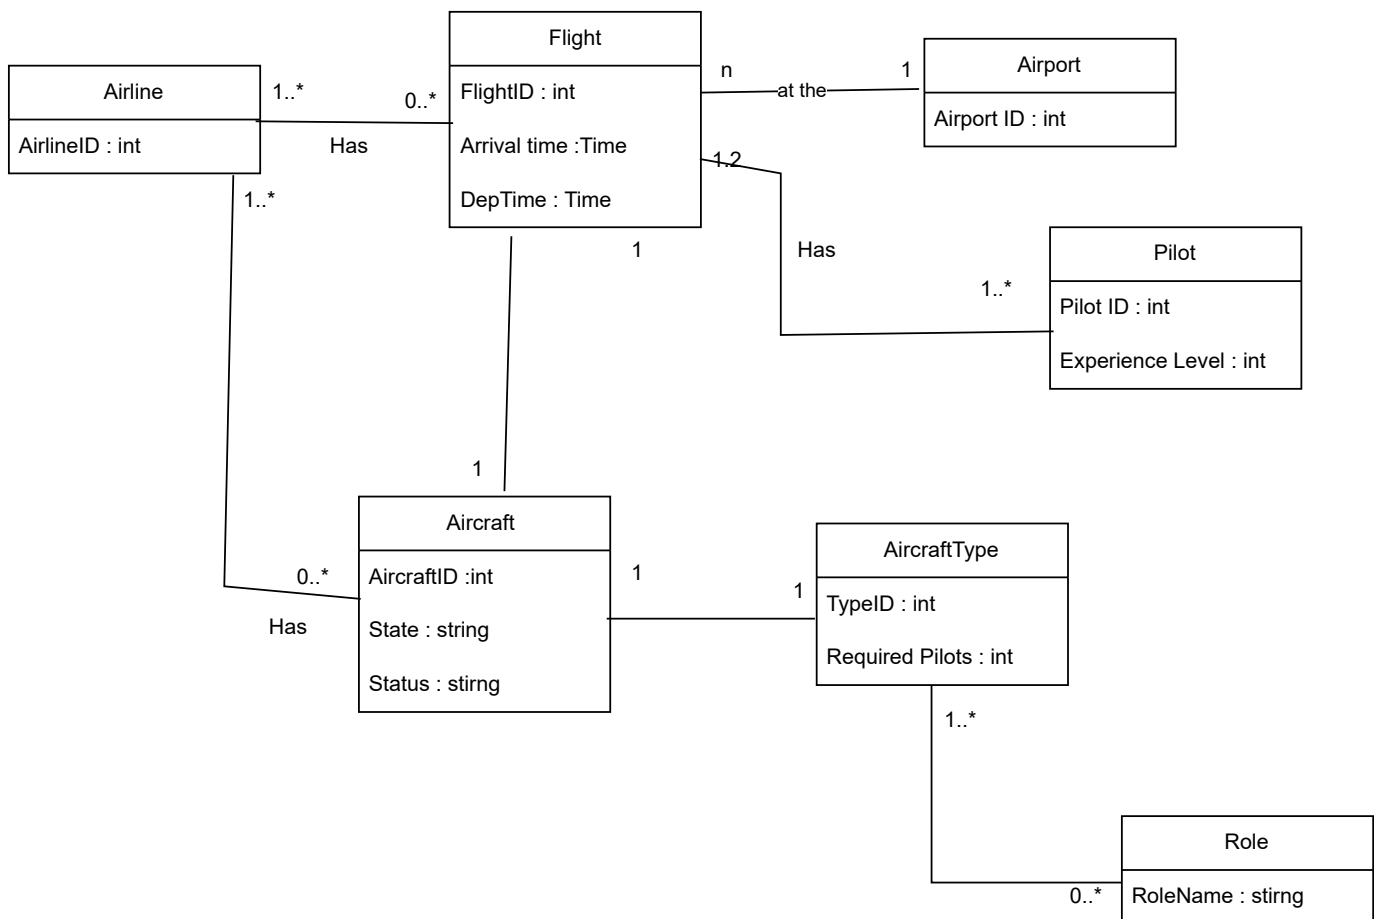 Flight
FlightID : int
Arrival time :Time
DepTime : Time
Airline
AirlineID : int
1..*
0..*
Has
n
at the
1
Airport
Airport ID : int
1.2
Has
1..*
Pilot
Pilot ID : int
Experience Level : int
1..*
1
1
0..*
Has
Aircraft
AircraftID :int
State : string
Status : stirng
1
1
AircraftType
TypeID : int
Required Pilots : int
1..*
0..*
Role
RoleName : stirng